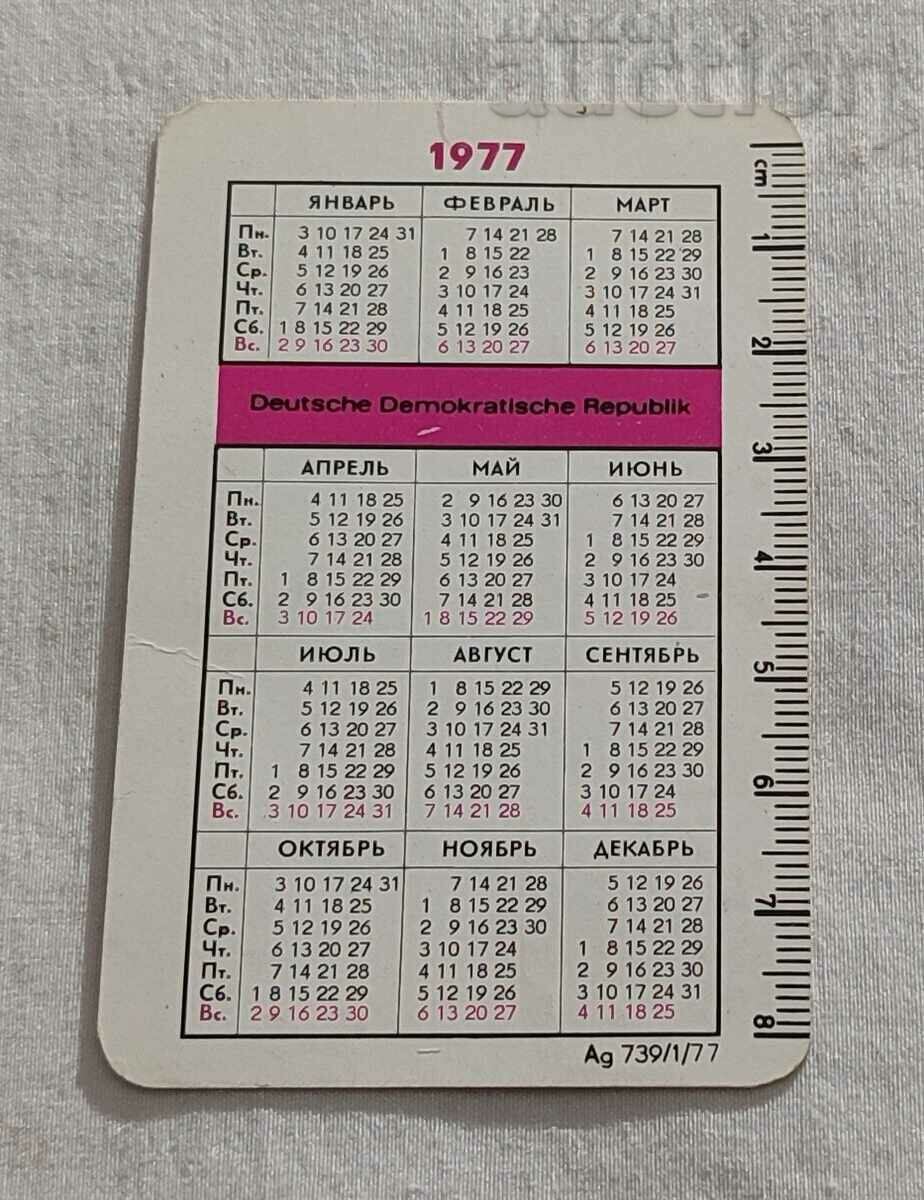 1977
ЯНВАРЬ ФЕВРАЛЬ МАРТ
Пн. 3 10 17 24 31 7 14 21 28 7 14 21 28
Вт. 4 11 18 25 1 8 15 22 1 8 15 22 29
Ср. 5 12 19 26 2 9 16 23 2 9 16 23 30
Чт. 6 13 20 27 3 10 17 24 3 10 17 24 31
Пт. 7 14 21 28 4 11 18 25 4 11 18 25
Сб. 1 8 15 22 29 5 12 19 26 5 12 19 26
Вс. 2 9 16 23 30 6 13 20 27 6 13 20 27
Deutsche Demokratische Republik
АПРЕЛЬ МАЙ ИЮНЬ
Пн. 4 11 18 25 2 9 16 23 30 6 13 20 27
Вт. 5 12 19 26 3 10 17 24 31 7 14 21 28
Ср. 6 13 20 27 4 11 18 25 1 8 15 22 29
Чт. 7 14 21 28 5 12 19 26 2 9 16 23 30
Пт. 1 8 15 22 29 6 13 20 27 3 10 17 24
Сб. 2 9 16 23 30 7 14 21 28 4 11 18 25
Вс. 3 10 17 24 1 8 15 22 29 5 12 19 26
ИЮЛЬ АВГУСТ СЕНТЯБРЬ
Пн. 4 11 18 25 1 8 15 22 29 5 12 19 26
Вт. 5 12 19 26 2 9 16 23 30 6 13 20 27
Ср. 6 13 20 27 3 10 17 24 31 7 14 21 28
Чт. 7 14 21 28 4 11 18 25 1 8 15 22 29
Пт. 1 8 15 22 29 5 12 19 26 2 9 16 23 30
Сб. 2 9 16 23 30 6 13 20 27 3 10 17 24
Вс. 3 10 17 24 31 7 14 21 28 4 11 18 25
ОКТЯБРЬ НОЯБРЬ ДЕКАБРЬ
Пн. 3 10 17 24 31 7 14 21 28 5 12 19 26
Вт. 4 11 18 25 1 8 15 22 29 6 13 20 27
Ср. 5 12 19 26 2 9 16 23 30 7 14 21 28
Чт. 6 13 20 27 3 10 17 24 1 8 15 22 29
Пт. 7 14 21 28 4 11 18 25 2 9 16 23 30
Сб. 1 8 15 22 29 5 12 19 26 3 10 17 24 31
Вс. 2 9 16 23 30 6 13 20 27 4 11 18 25
Ag 739/1/77
cm 1 2 3 4 5 6 7 8